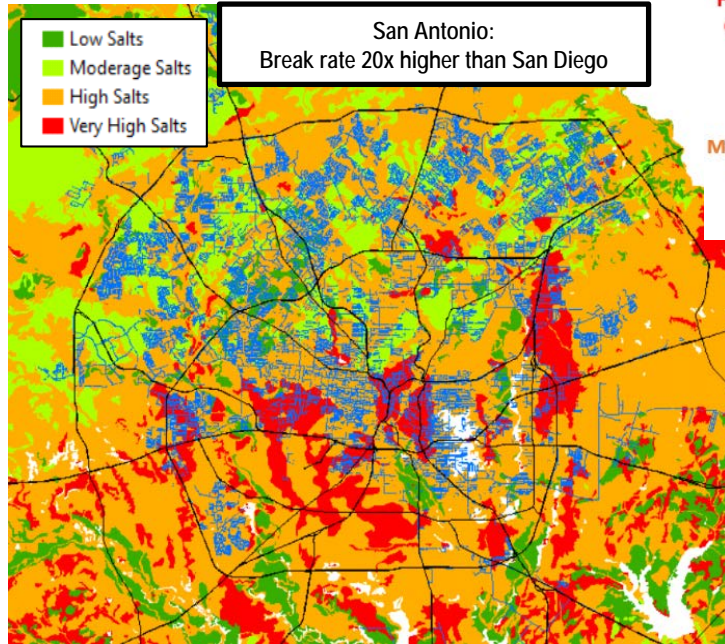 San Antonio:
Break rate 20x higher than San Diego
Low Salts
Moderage Salts
High Salts
Very High Salts
M